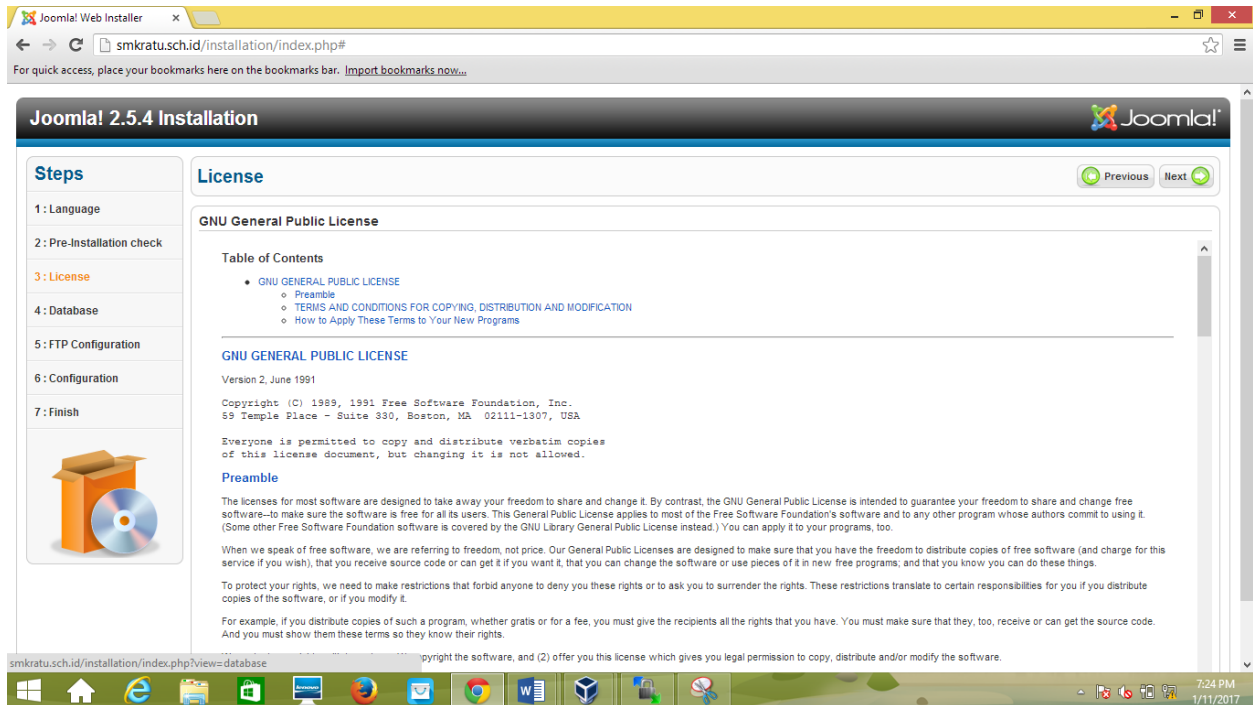 Joomla! Web Installer
smkratu.sch.id/installation/index.php#
For quick access, place your bookmarks here on the bookmarks bar. Import bookmarks now...
Joomla! 2.5.4 Installation
Joomla!
Steps
1 : Language
2 : Pre-Installation check
3 : License
4 : Database
5 : FTP Configuration
6 : Configuration
7 : Finish
License
Previous
Next
GNU General Public License
Table of Contents
GNU GENERAL PUBLIC LICENSE
Preamble
TERMS AND CONDITIONS FOR COPYING, DISTRIBUTION AND MODIFICATION
How to Apply These Terms to Your New Programs
GNU GENERAL PUBLIC LICENSE
Version 2, June 1991
Copyright (C) 1989, 1991 Free Software Foundation, Inc.
59 Temple Place - Suite 330, Boston, MA  02111-1307, USA
Everyone is permitted to copy and distribute verbatim copies
of this license document, but changing it is not allowed.
Preamble
The licenses for most software are designed to take away your freedom to share and change it. By contrast, the GNU General Public License is intended to guarantee your freedom to share and change free
software--to make sure the software is free for all its users. This General Public License applies to most of the Free Software Foundation's software and to any other program whose authors commit to using it.
(Some other Free Software Foundation software is covered by the GNU Library General Public License instead.) You can apply it to your programs, too.
When we speak of free software, we are referring to freedom, not price. Our General Public Licenses are designed to make sure that you have the freedom to distribute copies of free software (and charge for this
service if you wish), that you receive source code or can get it if you want it, that you can change the software or use pieces of it in new free programs; and that you know you can do these things.
To protect your rights, we need to make restrictions that forbid anyone to deny you these rights or to ask you to surrender the rights. These restrictions translate to certain responsibilities for you if you distribute
copies of the software, or if you modify it.
For example, if you distribute copies of such a program, whether gratis or for a fee, you must give the recipients all the rights that you have. You must make sure that they, too, receive or can get the source code.
And you must show them these terms so they know their rights.
pyright the software, and (2) offer you this license which gives you legal permission to copy, distribute and/or modify the software.
smkratu.sch.id/installation/index.php?view=database
lenovo
W
7:24 PM
1/11/2017